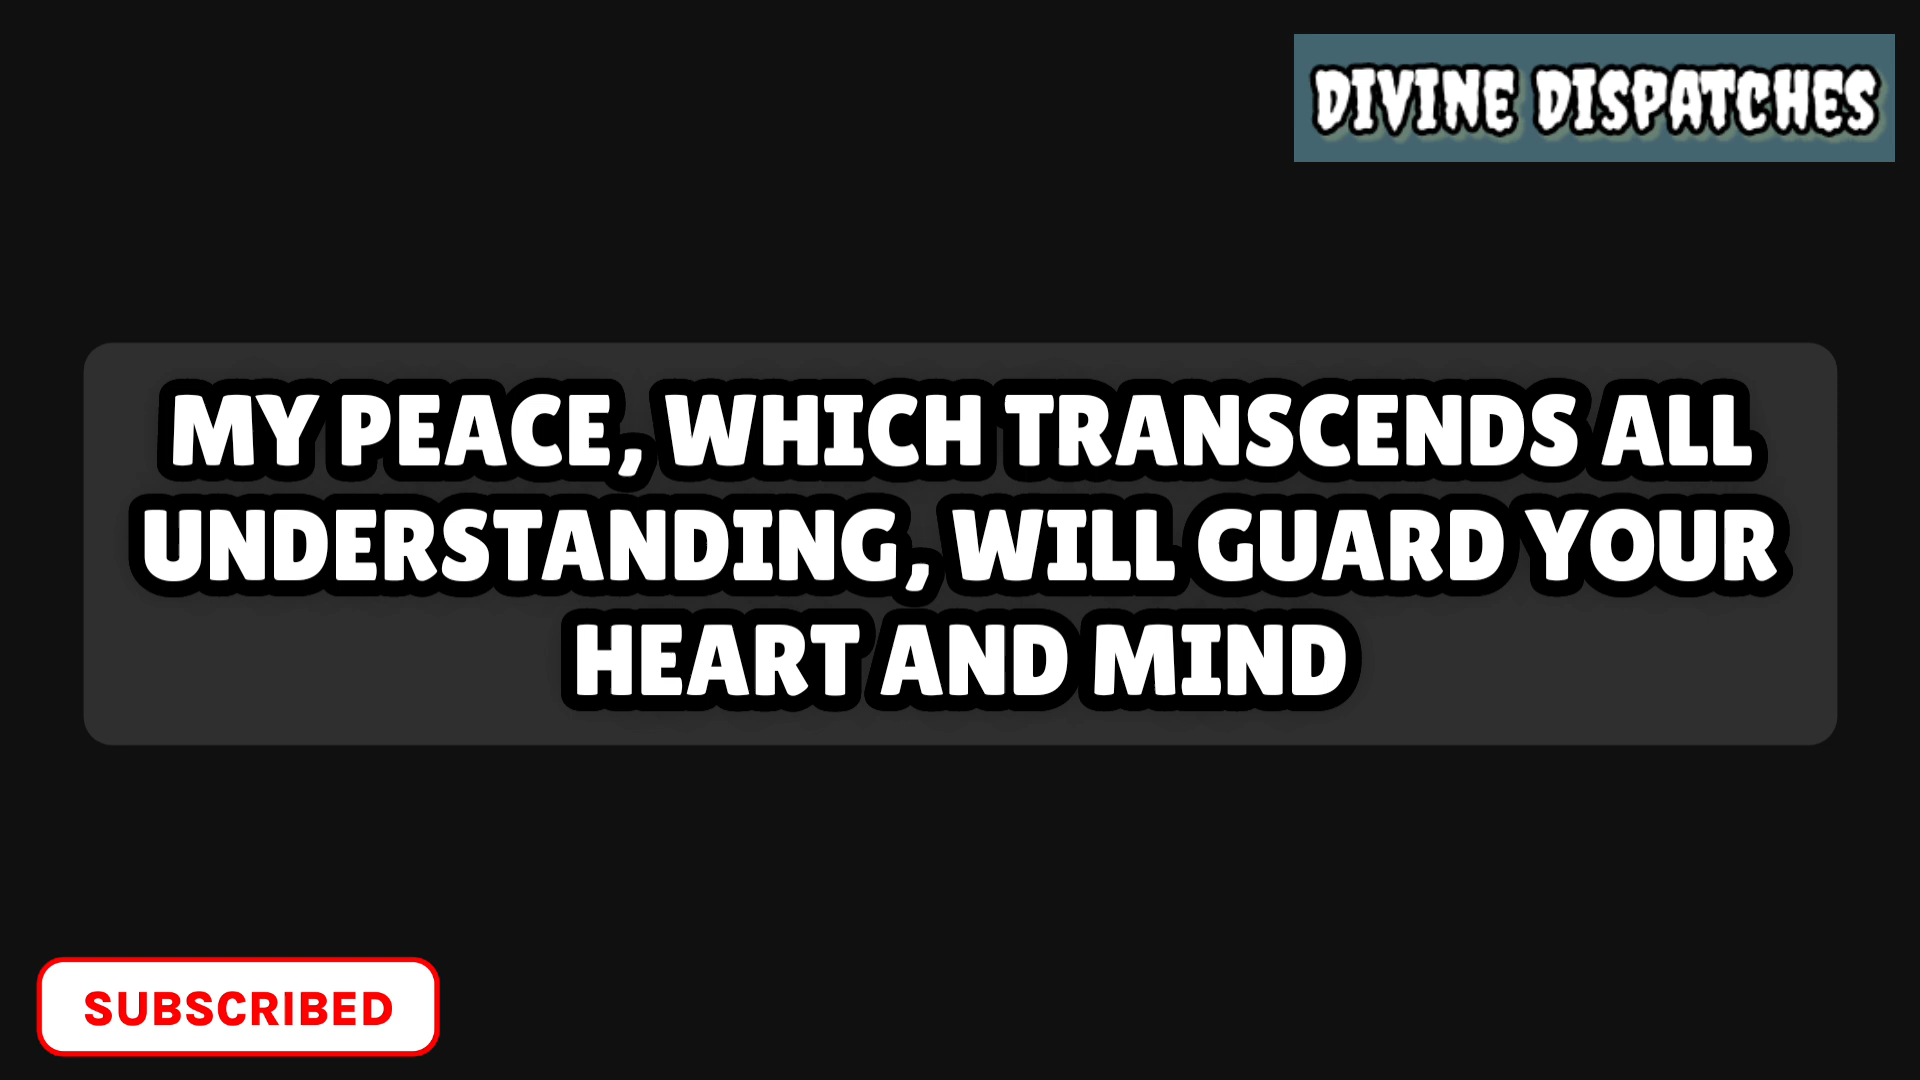 DIVINE DISPATCHES
MY PEACE, WHICH TRANSCENDS ALL
UNDERSTANDING, WILL GUARD YOUR
HEART AND MIND
SUBSCRIBED